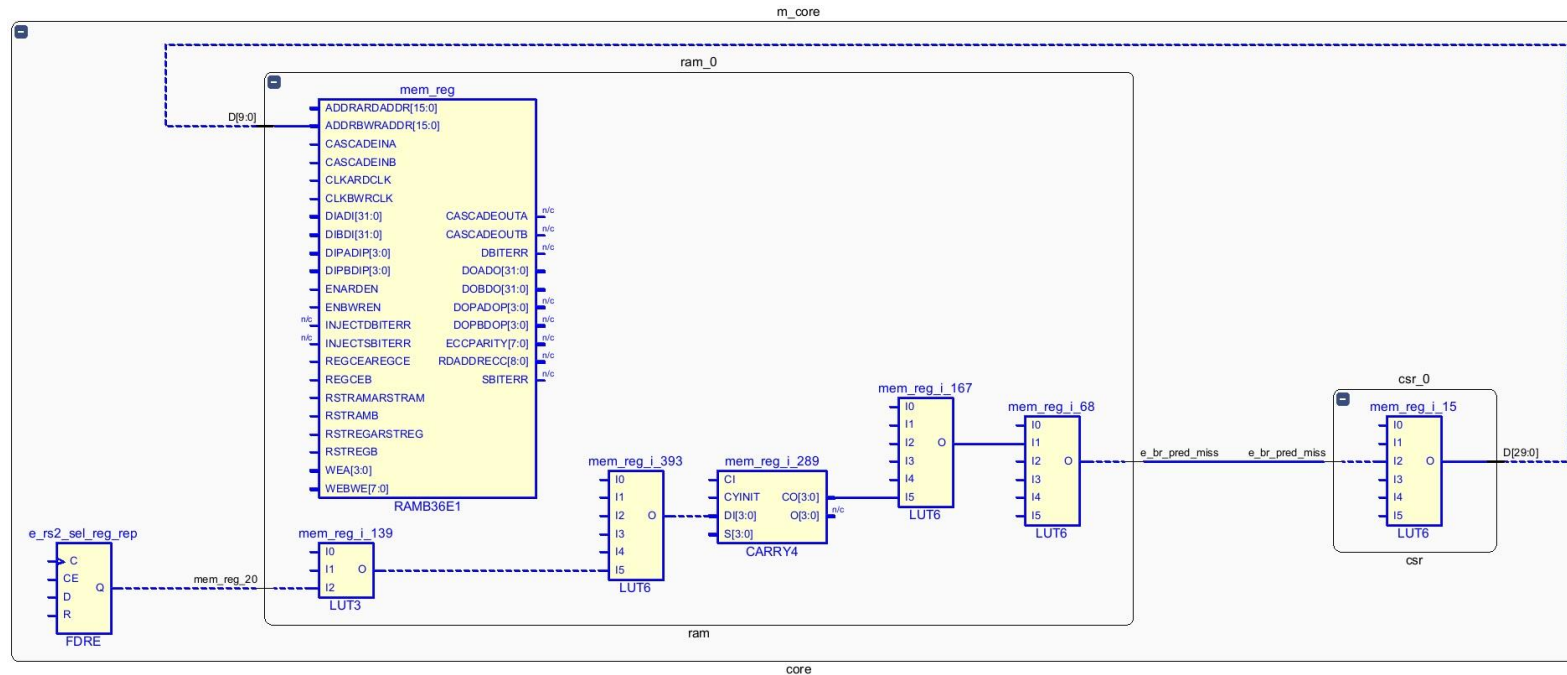 m_core
ram_0
mem_reg
D[9:0]
ADDRARDADDR[15:0]
ADDRBWRADDR[15:0]
CASCADEINA
CASCADEINB
CLKARDCLK
CLKBWRCLK
DIADI[31:0] CASCADEOUTA n/c
DIBDI[31:0] CASCADEOUTB n/c
DIPADIP[3:0] DBITERR n/c
DIPBDIP[3:0] DOADO[31:0]
ENARDEN DOBDO[31:0]
ENBWREN DOPADOP[3:0] n/c
n/c INJECTDBITERR DOPBDOP[3:0] n/c
n/c INJECTSBITERR ECCPARITY[7:0] n/c
REGCEAREGCE RDADDRECC[8:0] n/c
REGCEB SBITERR n/c
RSTRAMARSTRAM
RSTRAMB
RSTREGARSTREG
RSTREGB
WEA[3:0]
WEBWE[7:0]
RAMB36E1
e_rs2_sel_reg_rep
C
CE
D
R
Q
FDRE
mem_reg_20
mem_reg_i_139
I0
I1 O
I2
LUT3
mem_reg_i_393
I0
I1
I2 O
I3
I4
I5
LUT6
mem_reg_i_289
CI
CYINIT CO[3:0]
DI[3:0] O[3:0] n/c
S[3:0]
CARRY4
mem_reg_i_167
I0
I1
I2 O
I3
I4
I5
LUT6
mem_reg_i_68
I0
I1
I2 O
I3
I4
I5
LUT6
ram
e_br_pred_miss e_br_pred_miss
csr_0
mem_reg_i_15
I0
I1
I2 O
I3
I4
I5
LUT6
csr
D[29:0]
core